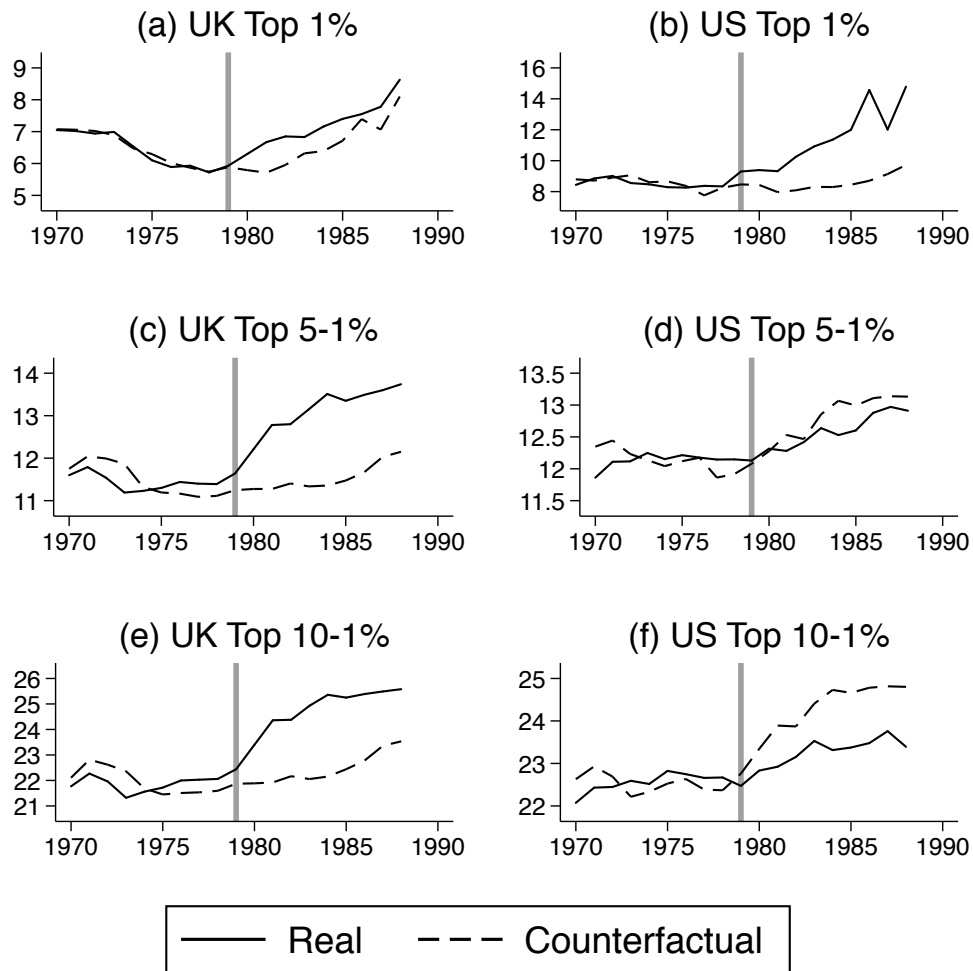 (a) UK Top 1%
(b) US Top 1%
9
8
7
6
5
1970 1975 1980 1985 1990
16
14
12
10
8
1970 1975 1980 1985 1990
(c) UK Top 5-1%
(d) US Top 5-1%
14
13
12
11
1970 1975 1980 1985 1990
13.5
13
12.5
12
11.5
1970 1975 1980 1985 1990
(e) UK Top 10-1%
(f) US Top 10-1%
26
25
24
23
22
21
1970 1975 1980 1985 1990
25
24
23
22
1970 1975 1980 1985 1990
Real Counterfactual